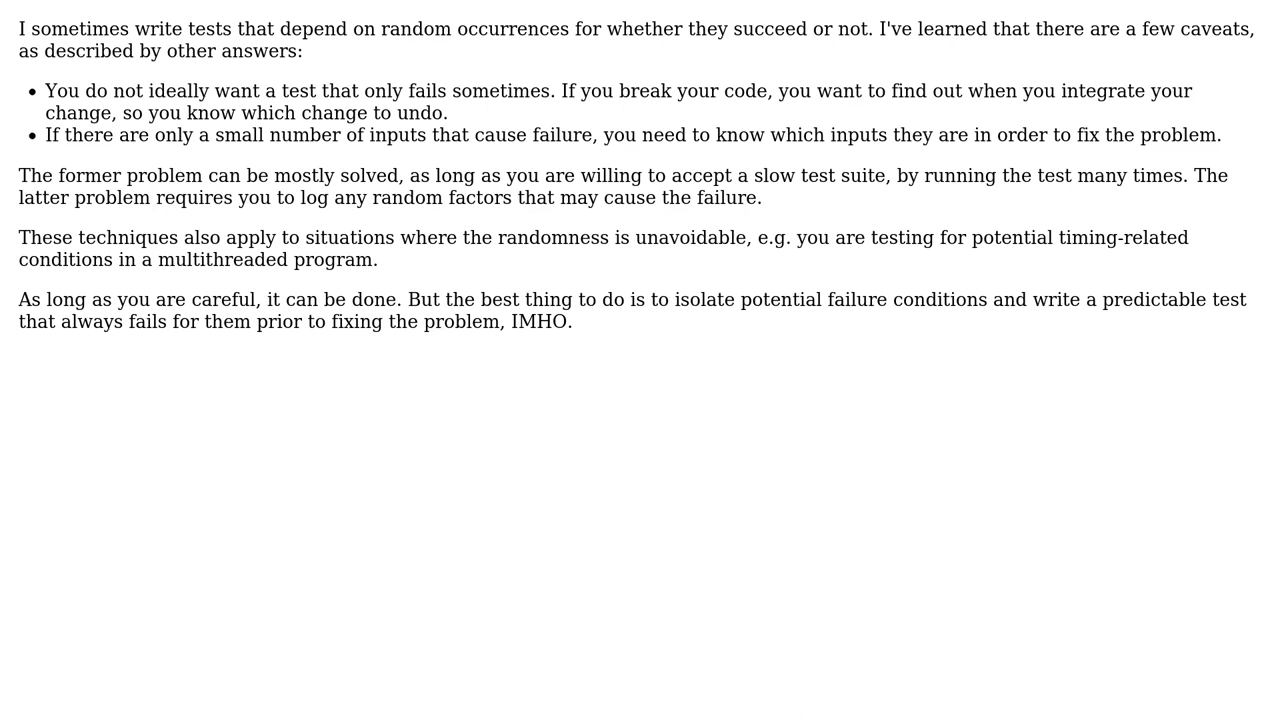 I sometimes write tests that depend on random occurrences for whether they succeed or not. I've learned that there are a few caveats,
as described by other answers:
• You do not ideally want a test that only fails sometimes. If you break your code, you want to find out when you integrate your
change, so you know which change to undo.
• If there are only a small number of inputs that cause failure, you need to know which inputs they are in order to fix the problem.
The former problem can be mostly solved, as long as you are willing to accept a slow test suite, by running the test many times. The
latter problem requires you to log any random factors that may cause the failure.
These techniques also apply to situations where the randomness is unavoidable, e.g. you are testing for potential timing-related
conditions in a multithreaded program.
As long as you are careful, it can be done. But the best thing to do is to isolate potential failure conditions and write a predictable test
that always fails for them prior to fixing the problem, IMHO.